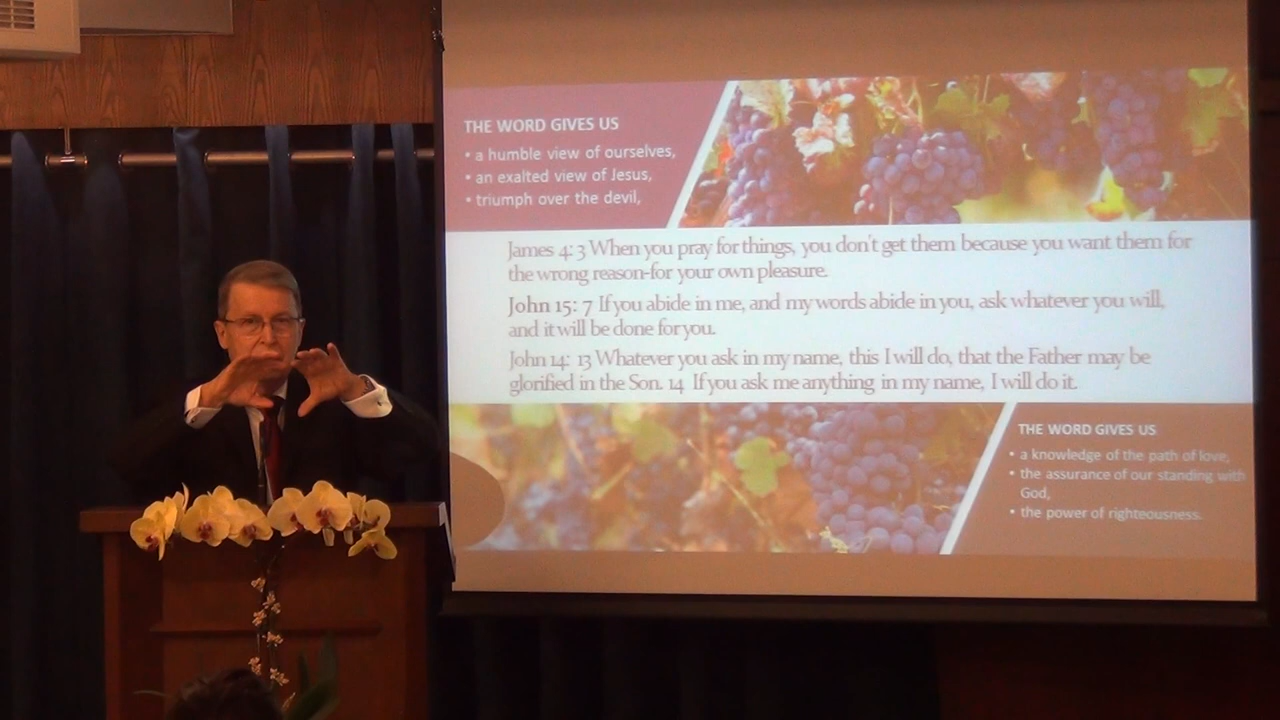 THE WORD GIVES US
• a humble view of ourselves,
• an exalted view of Jesus,
• triumph over the devil,
James 4: 3 When you pray for things, you don't get them because you want them for
the wrong reason-for your own pleasure.
John 15: 7 If you abide in me, and my words abide in you, ask whatever you will,
and it will be done for you.
John 14: 13 Whatever you ask in my name, this I will do, that the Father may be
glorified in the Son. 14 If you ask me anything in my name, I will do it.
THE WORD GIVES US
• a knowledge of the path of love,
• the assurance of our standing with
God,
• the power of righteousness.